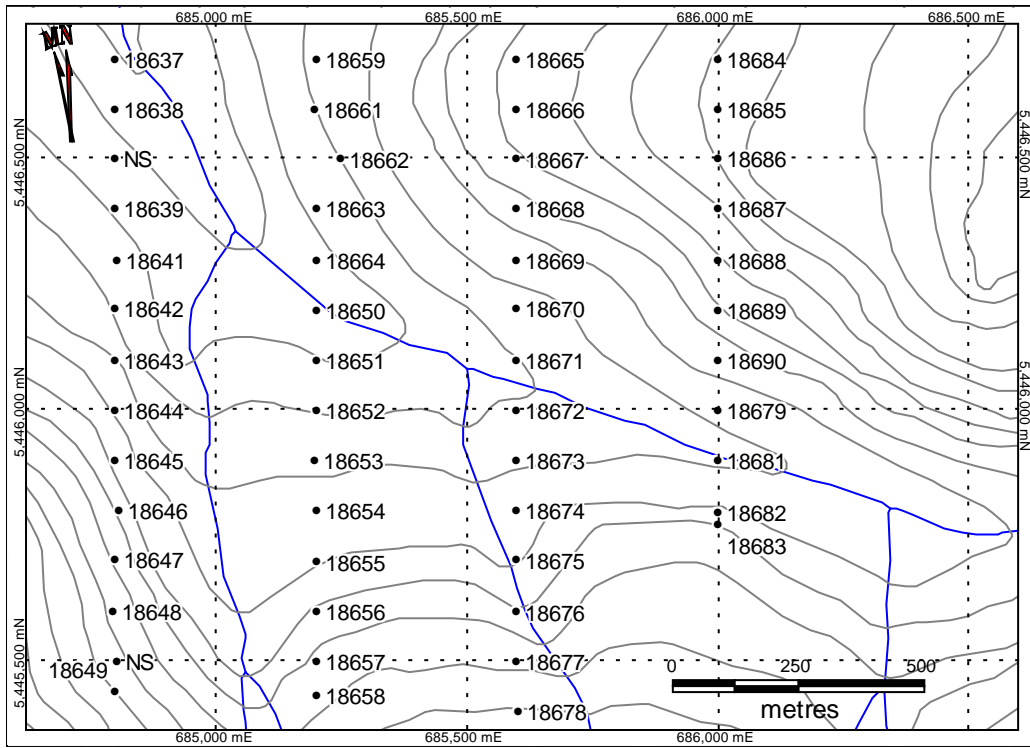 685,000 mE 685,500 mE 686,000 mE 686,500 mE
MN
18637 18659 18665 18684
18638 18661 18666 18685
5,446,500 mN NS 18662 18667 18686 5,446,500 mN
18639 18663 18668 18687
18641 18664 18669 18688
18642 18650 18670 18689
18643 18651 18671 18690
5,446,000 mN 18644 18652 18672 18679 5,446,000 mN
18645 18653 18673 18681
18646 18654 18674 18682
18683
18647 18655 18675
18648 18656 18676
5,445,500 mN 18649 NS 18657 18677 0 250 500
18658
18678 metres
685,000 mE 685,500 mE 686,000 mE